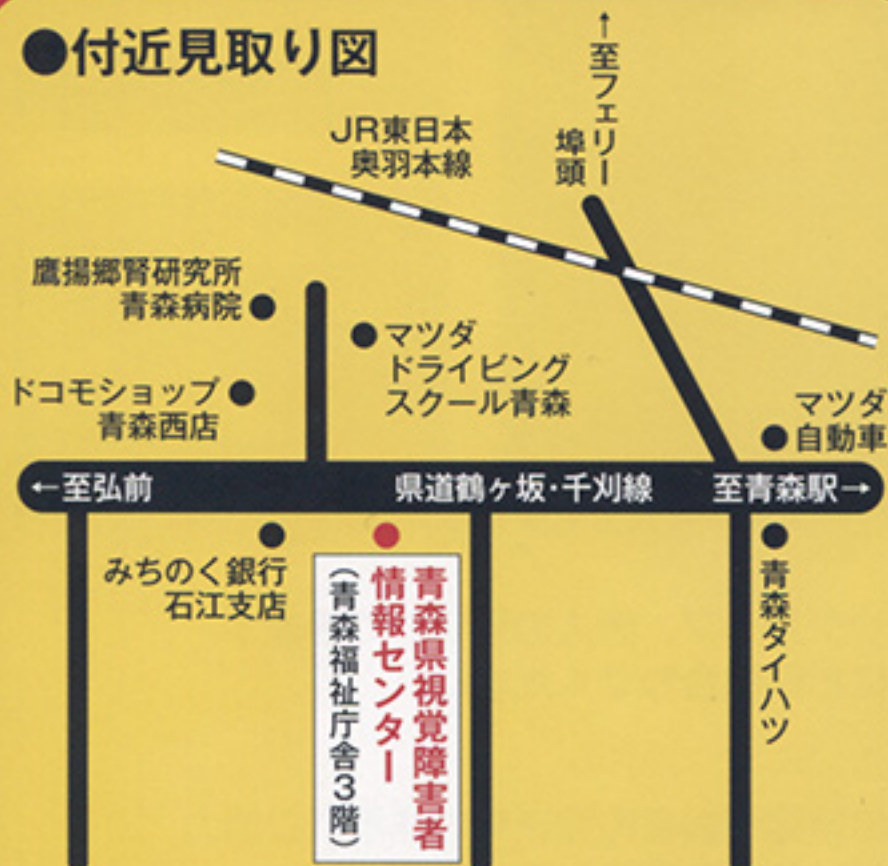 ●付近見取り図
↑至フェリー
埠頭
JR東日本
奥羽本線
鷹揚郷腎研究所
青森病院
マツダ
ドライビング
スクール青森
ドコモショップ
青森西店
マツダ
自動車
←至弘前
県道鶴ヶ坂・千刈線
至青森駅→
みちのく銀行
石江支店
青森県視覚障害者
情報センター
(青森福祉庁舎3階)
青森ダイハツ